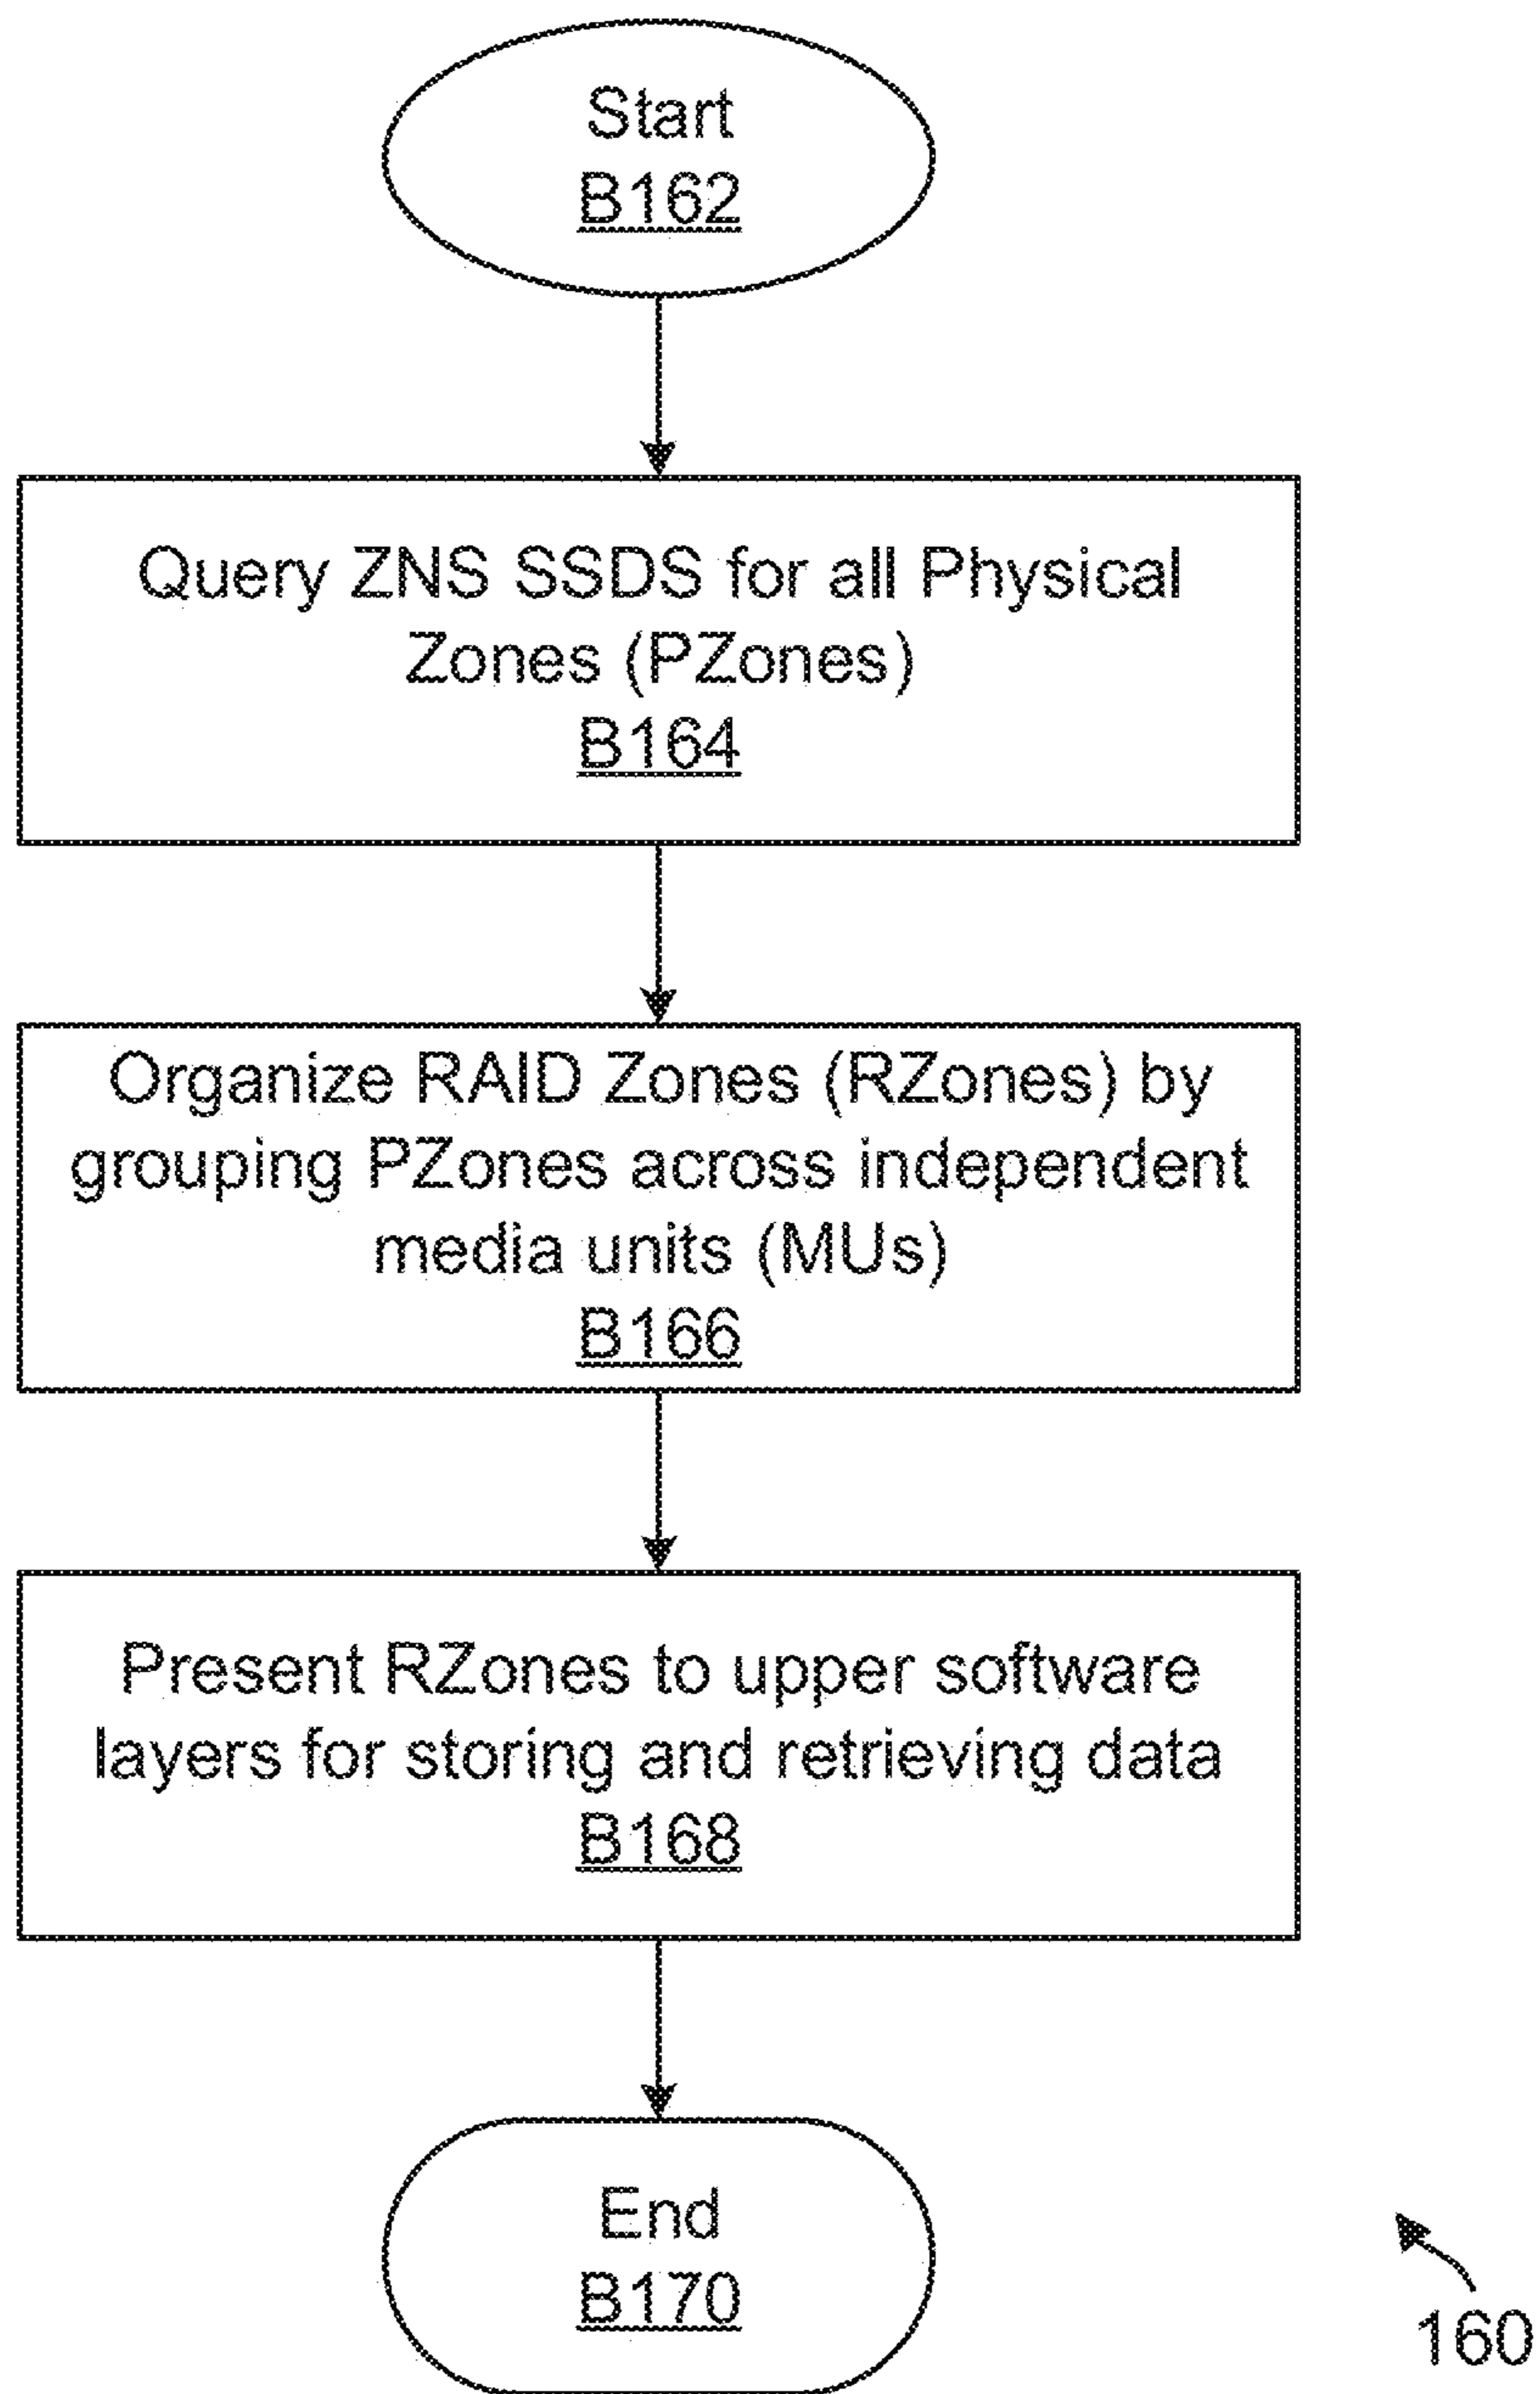 Start
B162
Query ZNS SSDS for all Physical
Zones (PZones)
B164
Organize RAID Zones (RZones) by
grouping PZones across independent
media units (MUs)
B166
Present RZones to upper software
layers for storing and retrieving data
B168
End
B170
160